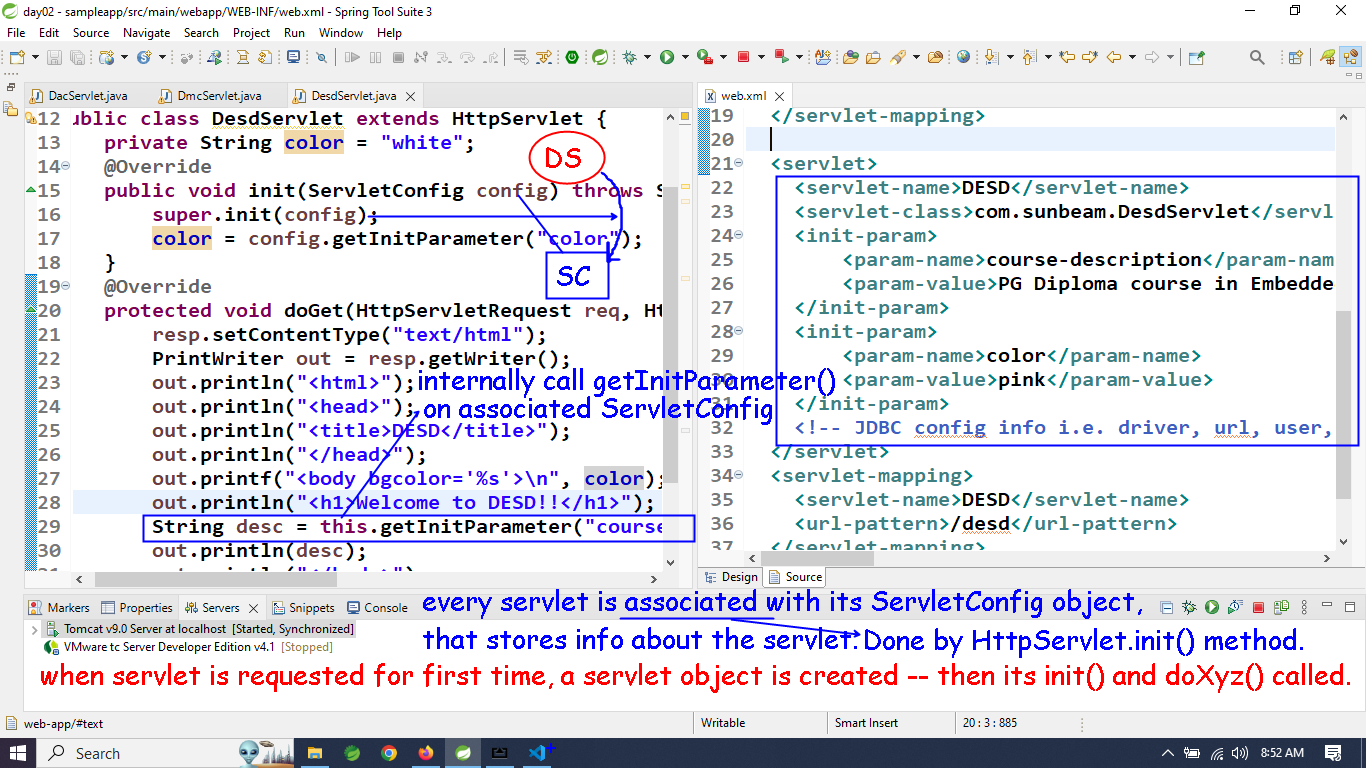 day02 - sampleapp/src/main/webapp/WEB-INF/web.xml - Spring Tool Suite 3
File Edit Source Navigate Search Project Run Window Help
DacServlet.java DmcServlet.java DesdServlet.java
12 ublic class DesdServlet extends HttpServlet {
13 private String color = "white";
14 @Override
15 public void init(ServletConfig config) throws S
16 super.init(config);
17 color = config.getInitParameter("color");
18 }
19 @Override
20 protected void doGet(HttpServletRequest req, Ht
21 resp.setContentType("text/html");
22 PrintWriter out = resp.getWriter();
23 out.println("<html>");
24 out.println("<head>");
25 out.println("<title>DESD</title>");
26 out.println("</head>");
27 out.printf("<body bgcolor='%s'>\n", color);
28 out.println("<h1>Welcome to DESD!!</h1>");
29 String desc = this.getInitParameter("course
30 out.println(desc);
DS
SC
internally call getInitParameter()
on associated ServletConfig
web.xml
19 </servlet-mapping>
20
21 <servlet>
22 <servlet-name>DESD</servlet-name>
23 <servlet-class>com.sunbeam.DesdServlet</servl
24 <init-param>
25 <param-name>course-description</param-nam
26 <param-value>PG Diploma course in Embedde
27 </init-param>
28 <init-param>
29 <param-name>color</param-name>
30 <param-value>pink</param-value>
31 </init-param>
32 <!-- JDBC config info i.e. driver, url, user,
33 </servlet>
34 <servlet-mapping>
35 <servlet-name>DESD</servlet-name>
36 <url-pattern>/desd</url-pattern>
37 </servlet-mapping>
Design Source
Markers Properties Servers Snippets Console
Tomcat v9.0 Server at localhost [Started, Synchronized]
VMware tc Server Developer Edition v4.1 [Stopped]
every servlet is associated with its ServletConfig object,
that stores info about the servlet. Done by HttpServlet.init() method.
when servlet is requested for first time, a servlet object is created -- then its init() and doXyz() called.
web-app/#text Writable Smart Insert 20 : 3 : 885
Search 8:52 AM